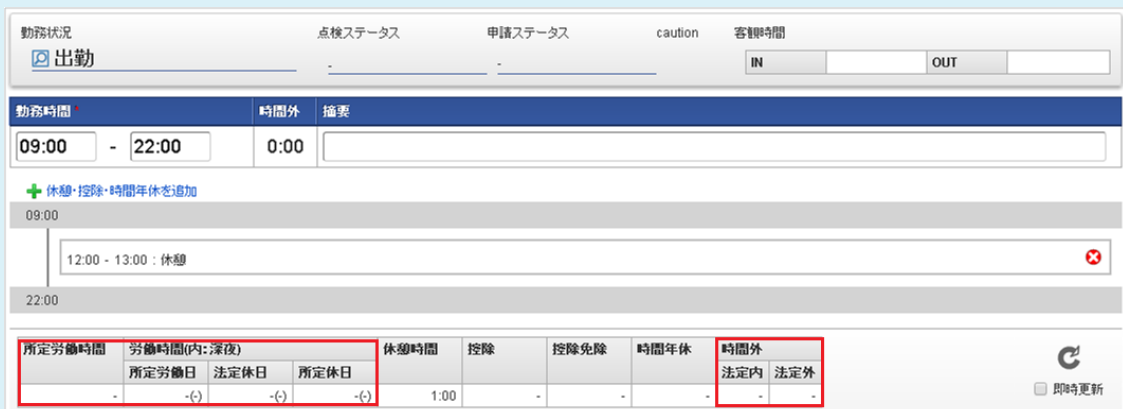 勤務状況 点検ステータス 申請ステータス caution 客観時間
出勤 - - IN OUT
勤務時間* 時間外 摘要
09:00 - 22:00 0:00
休憩・控除・時間年休を追加
09:00
12:00 - 13:00 : 休憩
22:00
所定労働時間 労働時間(内:深夜) 休憩時間 控除 控除免除 時間年休 時間外
所定労働日 法定休日 所定休日 法定内 法定外
- -(-) -(-) -(-) 1:00 - - - - -
即時更新